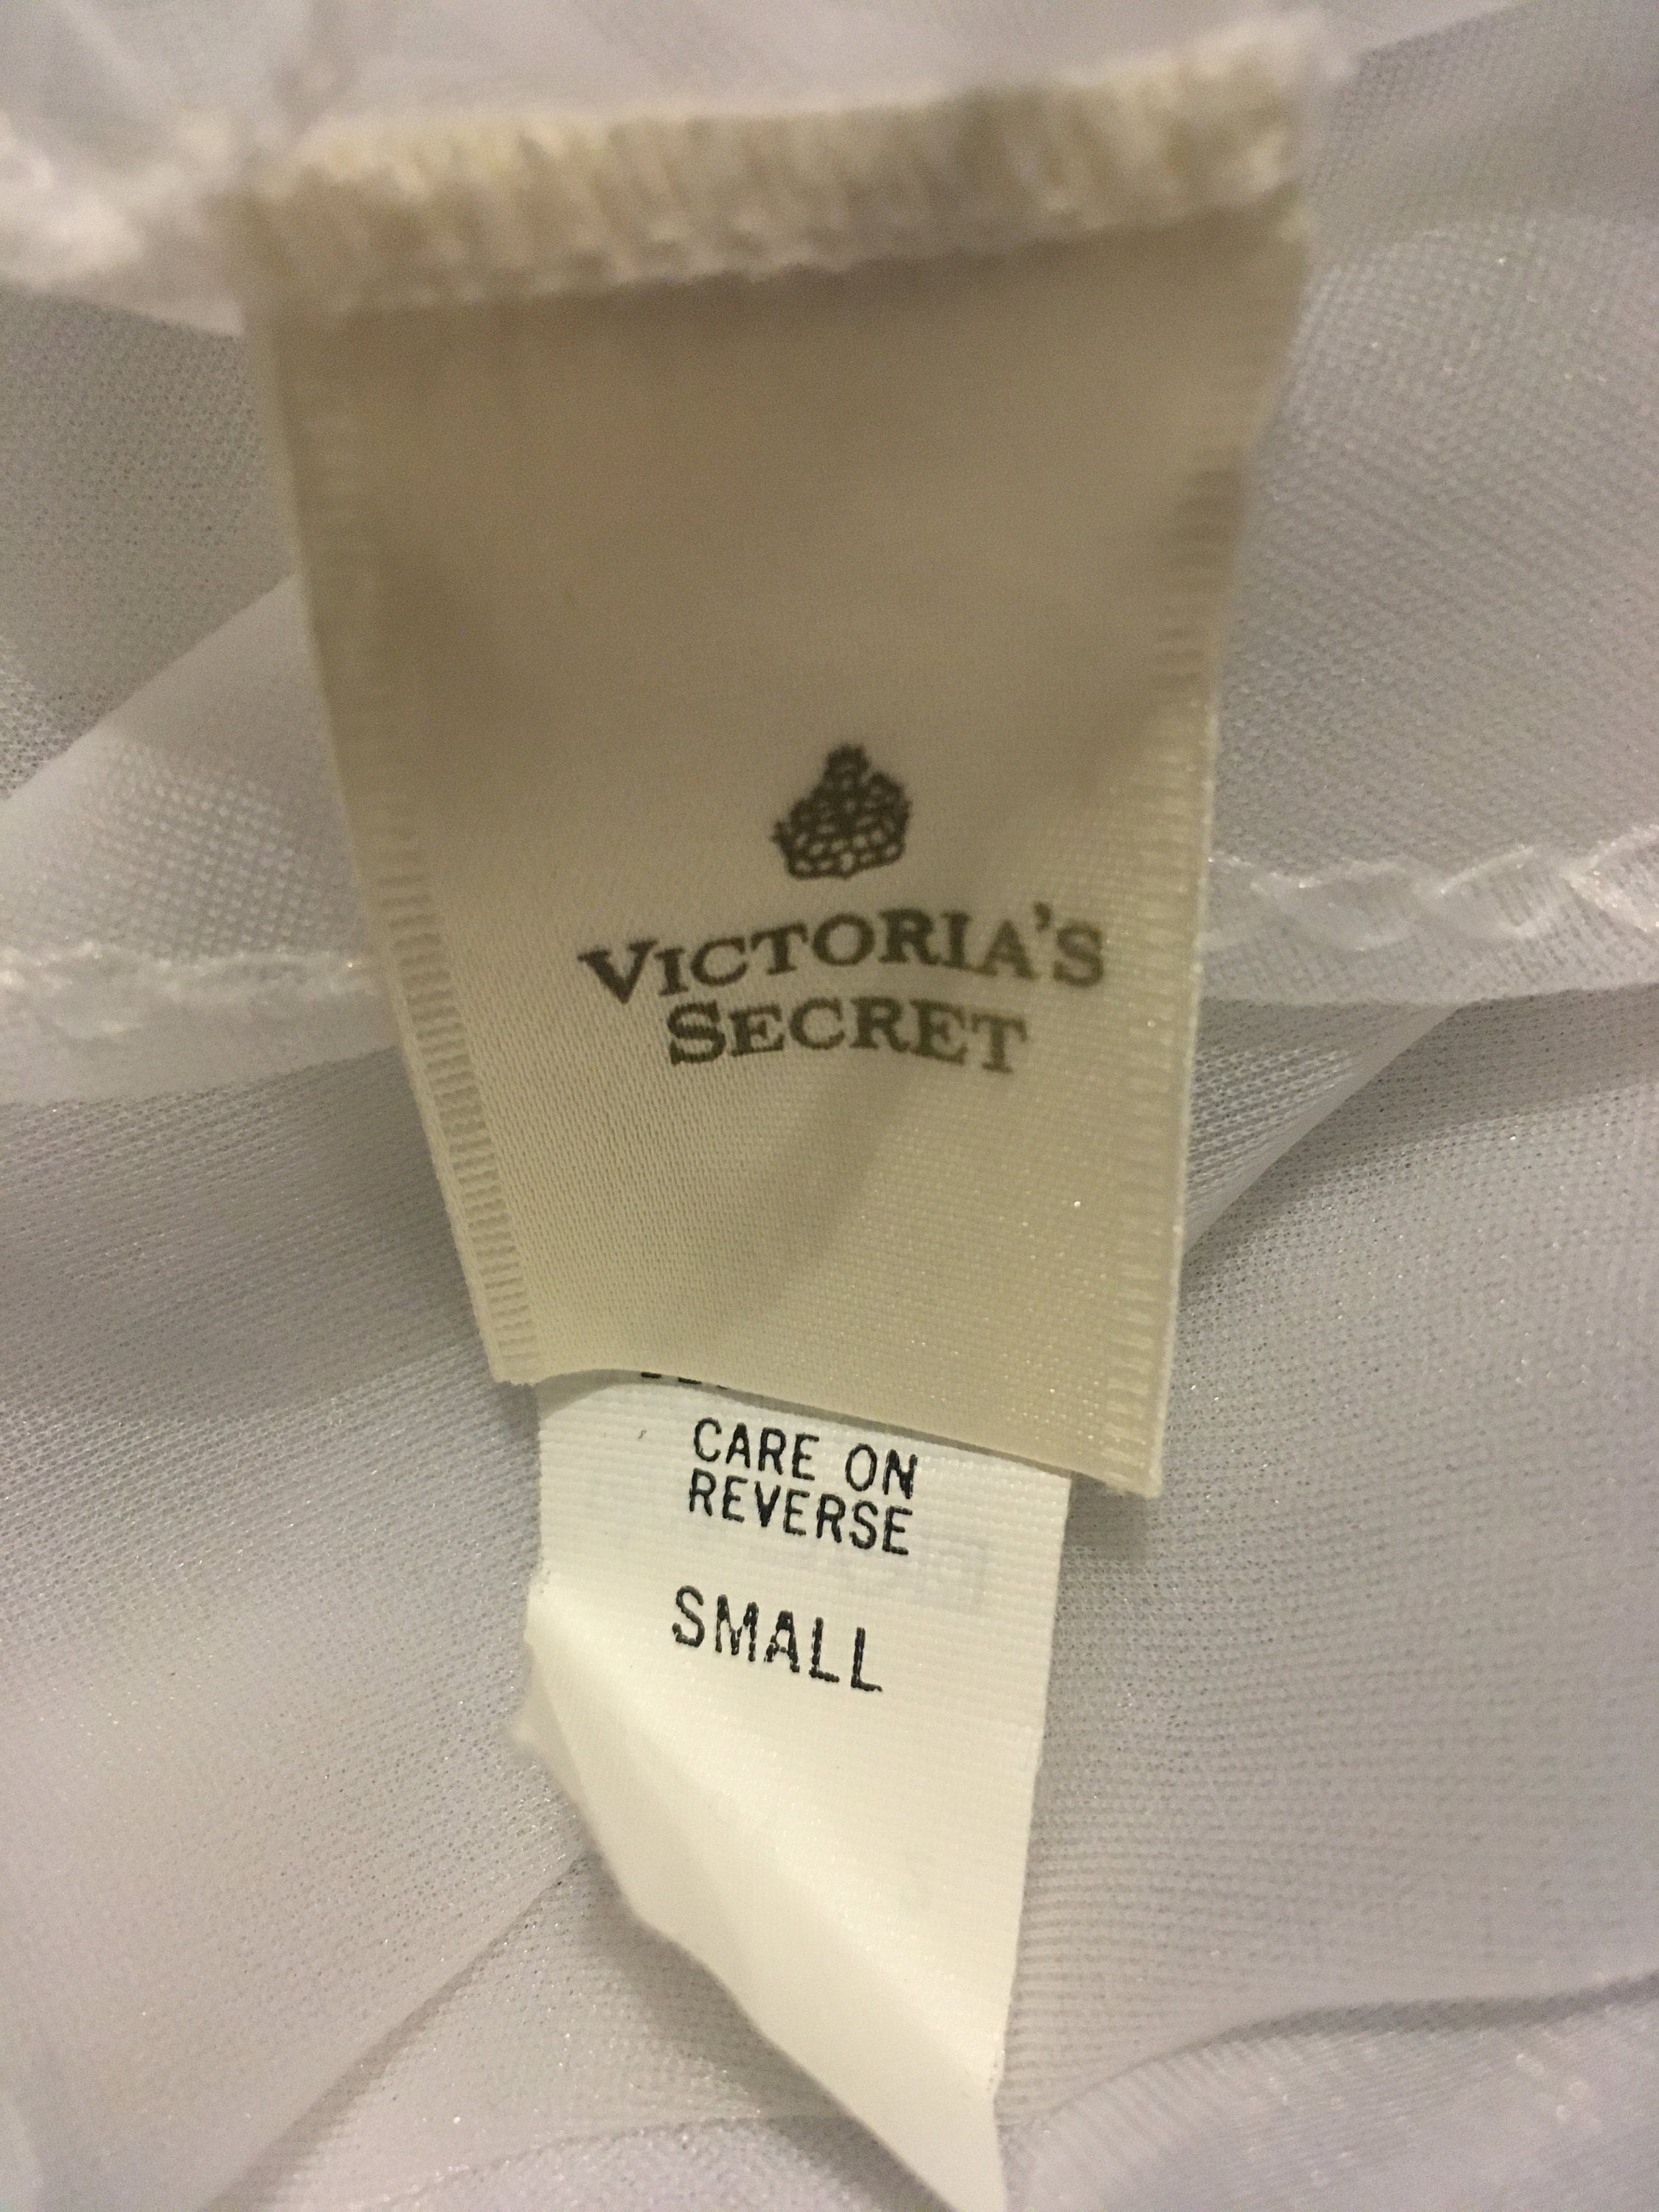 VICTORIA'S
SECRET
CARE ON
REVERSE
SMALL